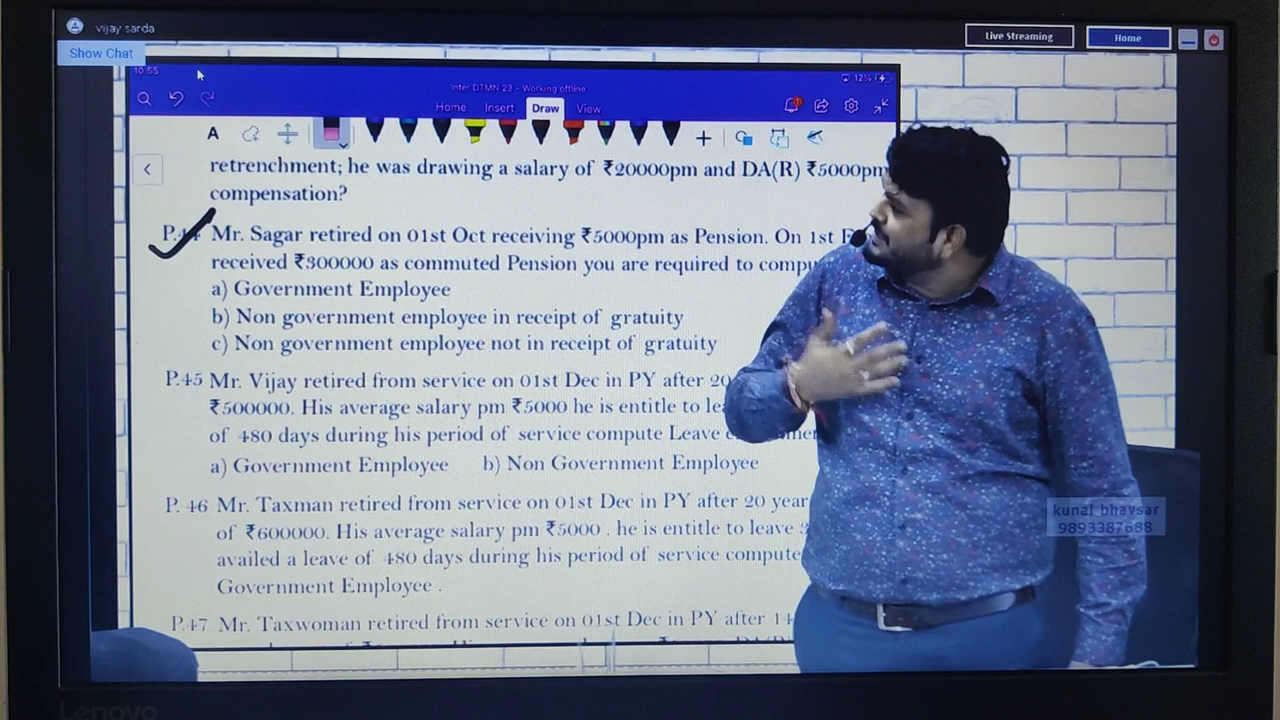 vijay sarda
Live Streaming
Home
Show Chat
10:55
12%
Inter DTMN 23 - Working offline
Home Insert Draw View
A
retrenchment; he was drawing a salary of ₹20000pm and DA(R) ₹5000pm
compensation?
P.44 Mr. Sagar retired on 01st Oct receiving ₹5000pm as Pension. On 1st
received ₹300000 as commuted Pension you are required to
a) Government Employee
b) Non government employee in receipt of gratuity
c) Non government employee not in receipt of gratuity
P.45 Mr. Vijay retired from service on 01st Dec in PY after 20
₹500000. His average salary pm ₹5000 he is entitle to
of 480 days during his period of service compute Leave
a) Government Employee b) Non Government Employee
P. 46 Mr. Taxman retired from service on 01st Dec in PY after 20 year
of ₹600000. His average salary pm ₹5000 . he is entitle to leave
availed a leave of 480 days during his period of service compute
Government Employee .
P.47 Mr. Taxwoman retired from service on 01st Dec in PY after 14
kunal bhavsar
9893387688
Lenovo